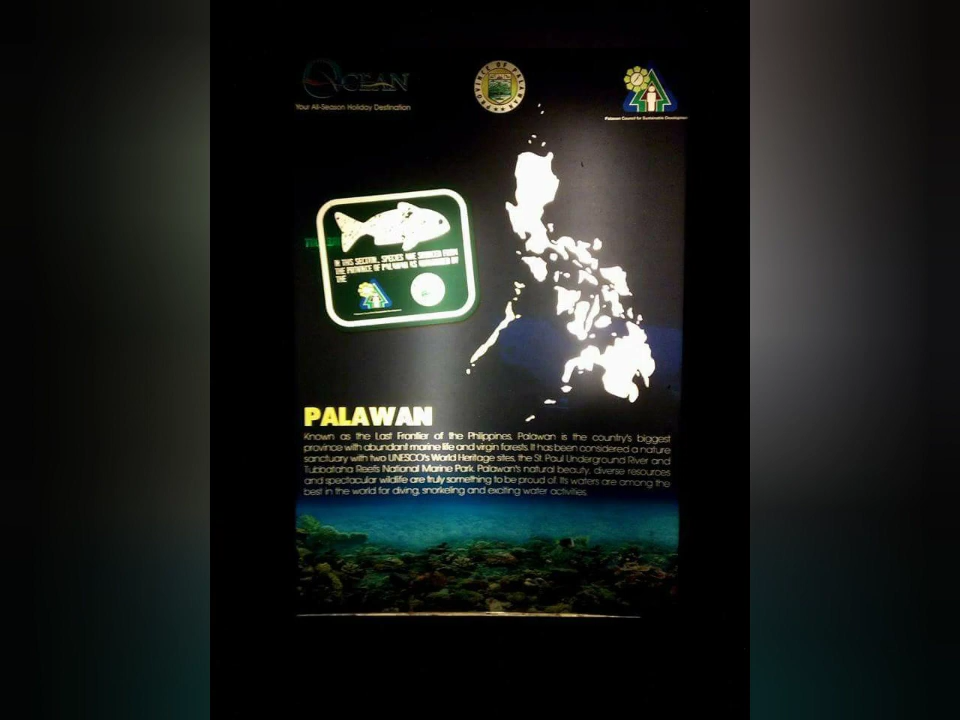 OCEAN
Your All-Season Holiday Destination
PROVINCE OF PALAWAN
Palawan Council for Sustainable Development
IN THIS SECTION, SPECIES ARE SOURCED FROM
THE PROVINCE OF PALAWAN AS
THE
PALAWAN
Known as the Last Frontier of the Philippines, Palawan is the country's biggest
province with abundant marine life and virgin forests. It has been considered a nature
sanctuary with two UNESCO's World Heritage sites, the St. Paul Underground River and
Tubbataha Reefs National Marine Park. Palawan's natural beauty, diverse resources
and spectacular wildlife are truly something to be proud of. Its waters are among the
best in the world for diving, snorkeling and exciting water activities.